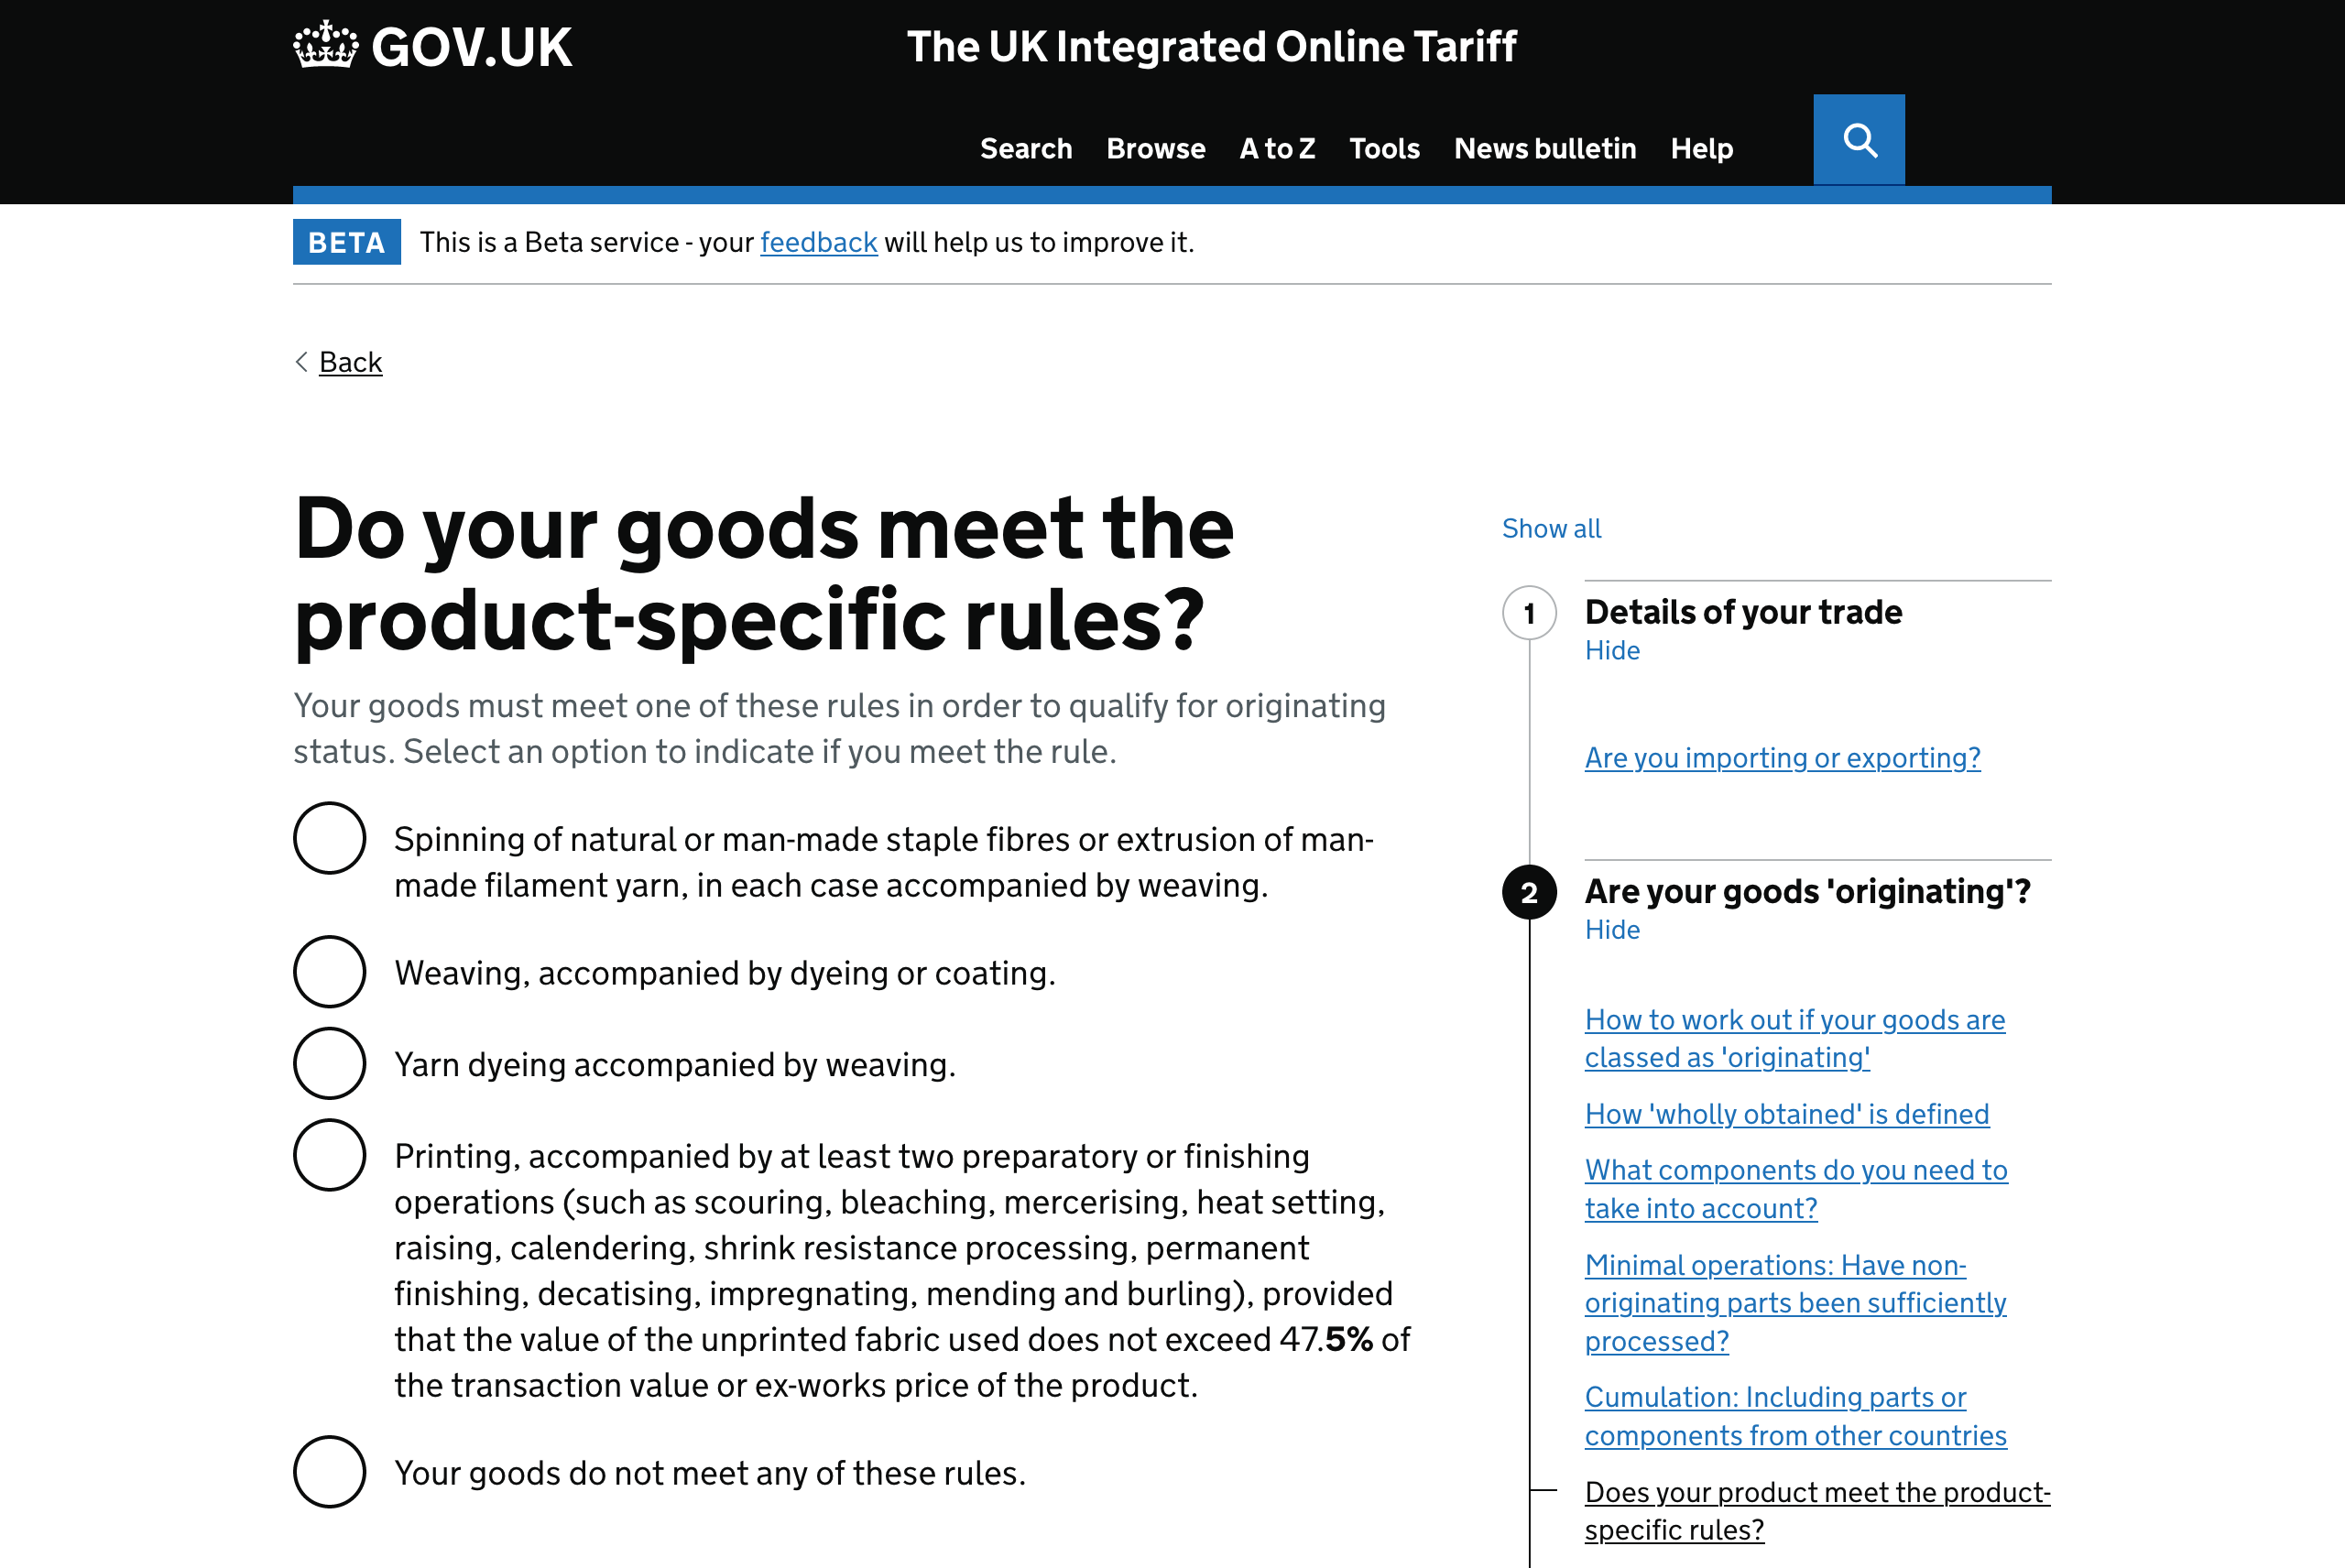 GOV.UK
The UK Integrated Online Tariff
Search Browse A to Z Tools News bulletin Help
BETA This is a Beta service - your feedback will help us to improve it.
Back
Do your goods meet the
product-specific rules?
Your goods must meet one of these rules in order to qualify for originating
status. Select an option to indicate if you meet the rule.
Spinning of natural or man-made staple fibres or extrusion of man-
made filament yarn, in each case accompanied by weaving.
Weaving, accompanied by dyeing or coating.
Yarn dyeing accompanied by weaving.
Printing, accompanied by at least two preparatory or finishing
operations (such as scouring, bleaching, mercerising, heat setting,
raising, calendering, shrink resistance processing, permanent
finishing, decatising, impregnating, mending and burling), provided
that the value of the unprinted fabric used does not exceed 47.5% of
the transaction value or ex-works price of the product.
Your goods do not meet any of these rules.
Show all
1 Details of your trade
Hide
Are you importing or exporting?
2 Are your goods 'originating'?
Hide
How to work out if your goods are
classed as 'originating'
How 'wholly obtained' is defined
What components do you need to
take into account?
Minimal operations: Have non-
originating parts been sufficiently
processed?
Cumulation: Including parts or
components from other countries
Does your product meet the product-
specific rules?